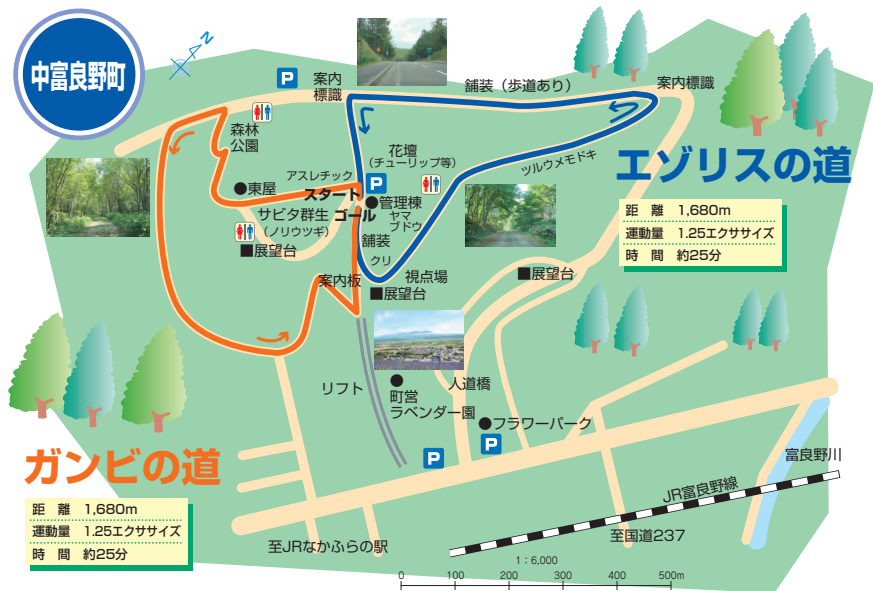 中富良野町
N
P
案内
標識
舗装（歩道あり）
案内標識
森林
公園
花壇
（チューリップ等）
ツルウメモドキ
エゾリスの道
アスレチック
スタート
P
東屋
管理棟
サビタ群生
ゴール
ヤマ
ブドウ
（ノリウツギ）
距　離　1,680m
運動量　1.25エクササイズ
時　間　約25分
展望台
舗装
クリ
視点場
展望台
案内板
展望台
リフト
町営
ラベンダー園
人道橋
フラワーパーク
P
P
ガンビの道
距　離　1,680m
運動量　1.25エクササイズ
時　間　約25分
富良野川
JR富良野線
至国道237
至JRなかふらの駅
1：6,000
0　100　200　300　400　500m